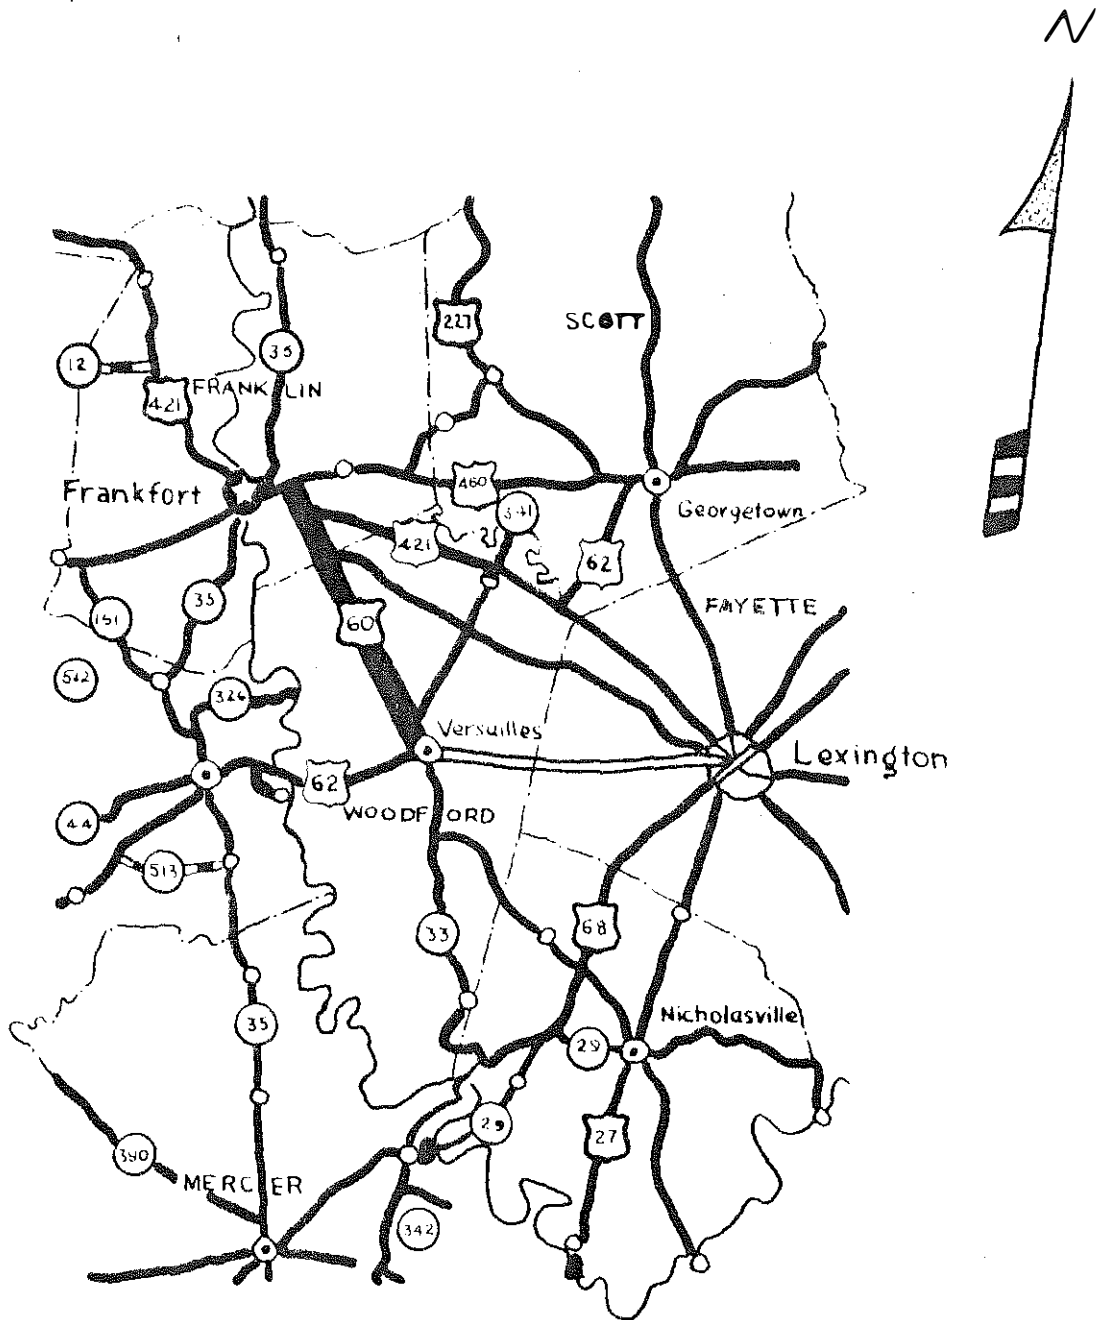 N
227
SCOTT
12
35
FRANKLIN
421
Frankfort
460
341
Georgetown
421
62
151
35
60
FAYETTE
512
326
Versailles
Lexington
62
44
WOODFORD
513
33
68
35
Nicholasville
29
29
27
390
MERCER
342